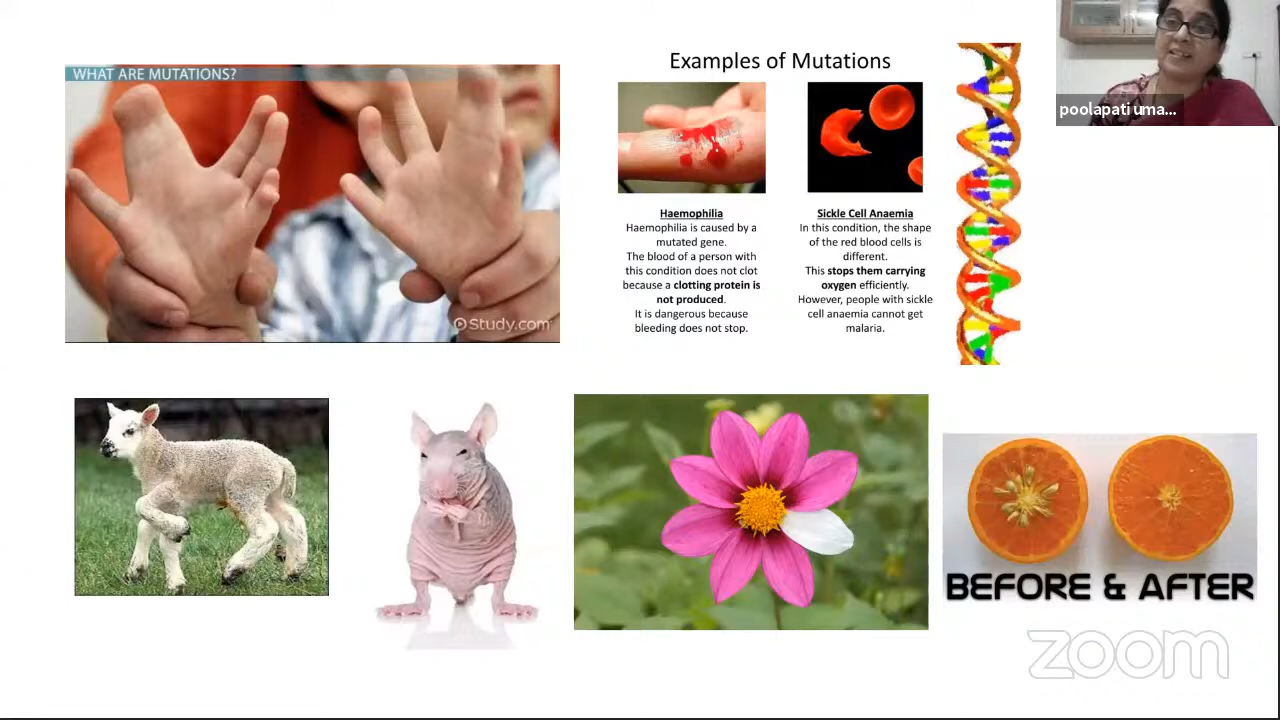 WHAT ARE MUTATIONS?
Study.com
Examples of Mutations
Haemophilia
Haemophilia is caused by a
mutated gene.
The blood of a person with
this condition does not clot
because a clotting protein is
not produced.
It is dangerous because
bleeding does not stop.
Sickle Cell Anaemia
In this condition, the shape
of the red blood cells is
different.
This stops them carrying
oxygen efficiently.
However, people with sickle
cell anaemia cannot get
malaria.
poolapati uma...
BEFORE & AFTER
zoom